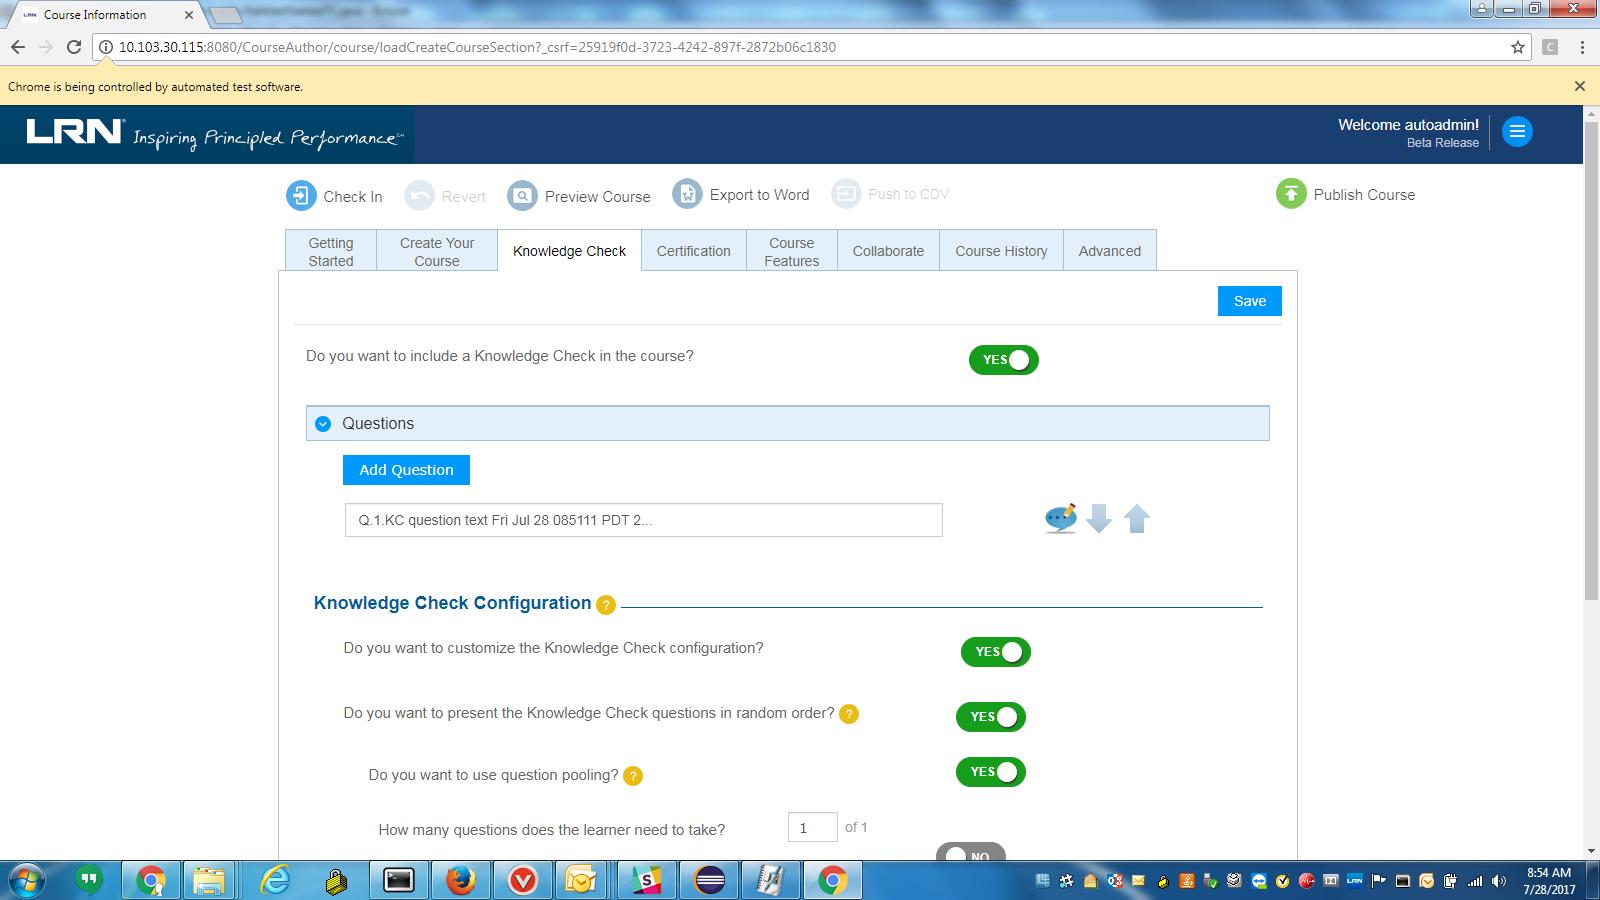 LRN Course Information
10.103.30.115:8080/CourseAuthor/course/loadCreateCourseSection?_csrf=25919f0d-3723-4242-897f-2872b06c1830
C
Chrome is being controlled by automated test software.
LRN Inspiring Principled Performance
Welcome autoadmin!
Beta Release
Check In
Revert
Preview Course
Export to Word
Push to CDV
Publish Course
Getting
Started
Create Your
Course
Knowledge Check
Certification
Course
Features
Collaborate
Course History
Advanced
Save
Do you want to include a Knowledge Check in the course?
YES
Questions
Add Question
Q.1.KC question text Fri Jul 28 085111 PDT 2...
Knowledge Check Configuration ?
Do you want to customize the Knowledge Check configuration?
YES
Do you want to present the Knowledge Check questions in random order? ?
YES
Do you want to use question pooling? ?
YES
How many questions does the learner need to take?
1 of 1
NO
LRN
8:54 AM
7/28/2017